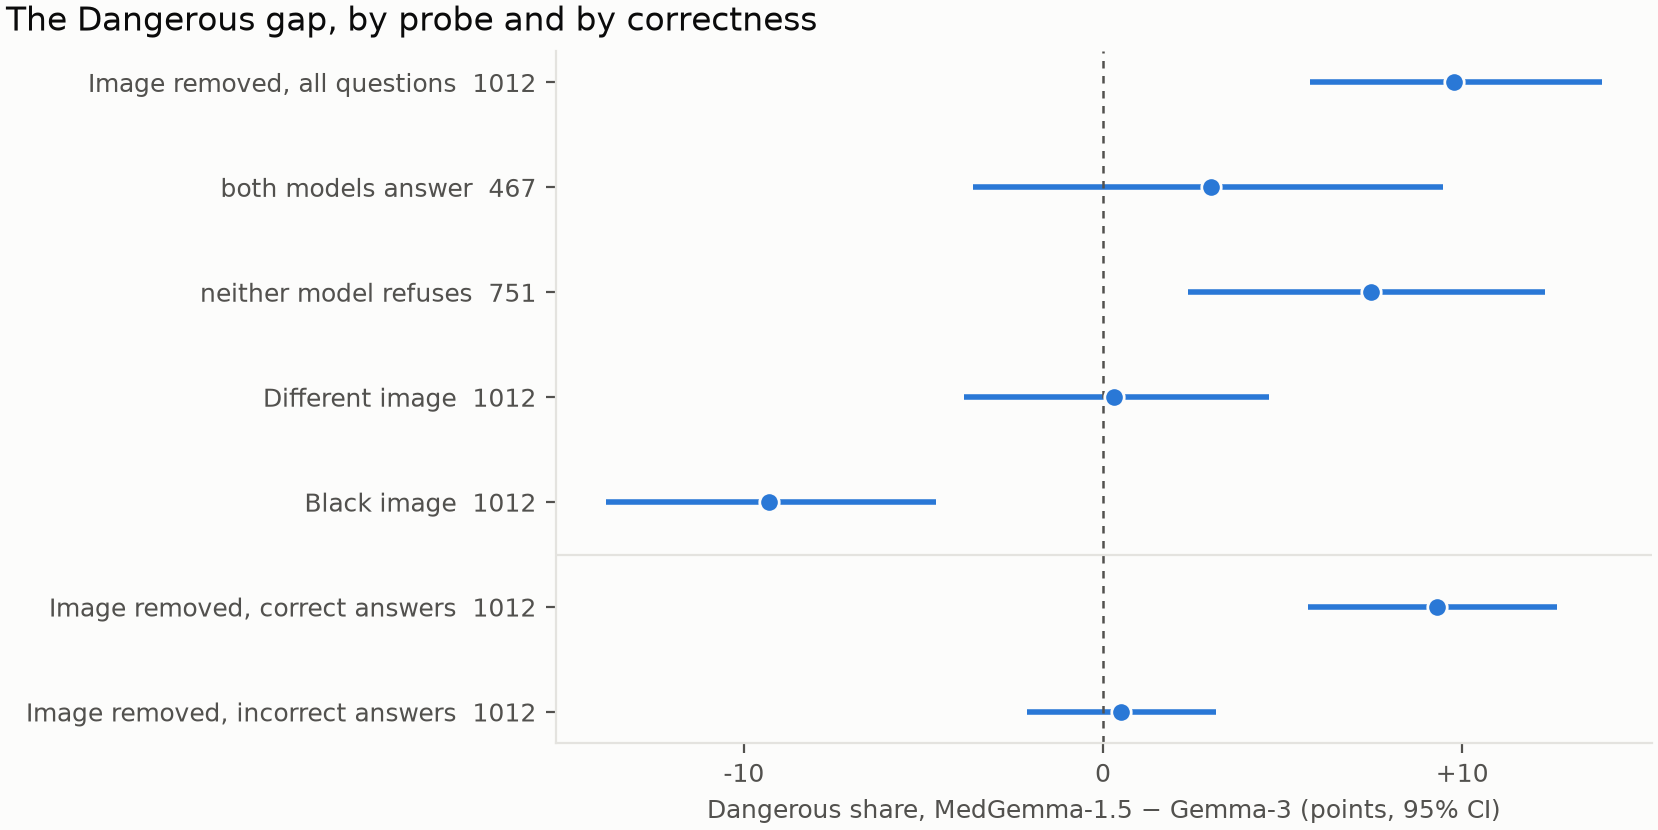 The Dangerous gap, by probe and by correctness
Image removed, all questions 1012
both models answer 467
neither model refuses 751
Different image 1012
Black image 1012
Image removed, correct answers 1012
Image removed, incorrect answers 1012
-10 0 +10
Dangerous share, MedGemma-1.5 − Gemma-3 (points, 95% CI)